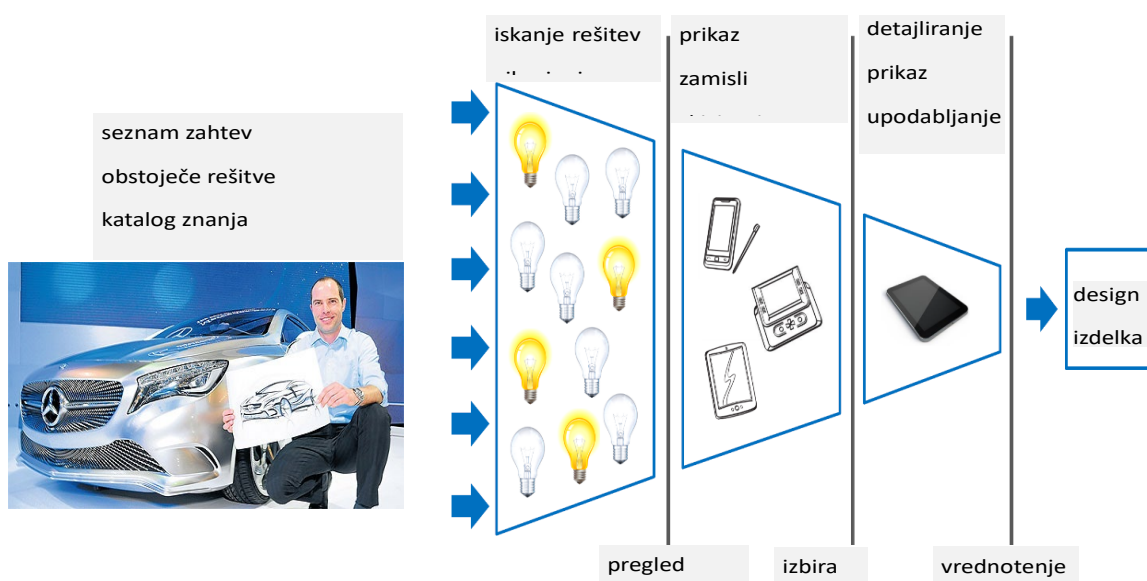 seznam zahtev
obstoječe rešitve
katalog znanja
iskanje rešitev
prikaz
zamisli
detajliranje
prikaz
upodabljanje
design
izdelka
pregled
izbira
vrednotenje